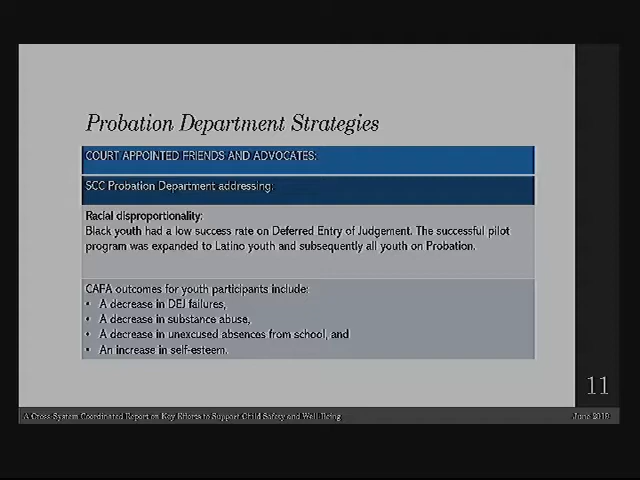 Probation Department Strategies
COURT APPOINTED FRIENDS AND ADVOCATES:
SCC Probation Department addressing:
Racial disproportionality:
Black youth had a low success rate on Deferred Entry of Judgement. The successful pilot
program was expanded to Latino youth and subsequently all youth on Probation.
CAFA outcomes for youth participants include:
• A decrease in DEJ failures,
• A decrease in substance abuse,
• A decrease in unexcused absences from school, and
• An increase in self-esteem.
11
A Cross-System Coordinated Report on Key Efforts to Support Child Safety and Well-Being
June 2019